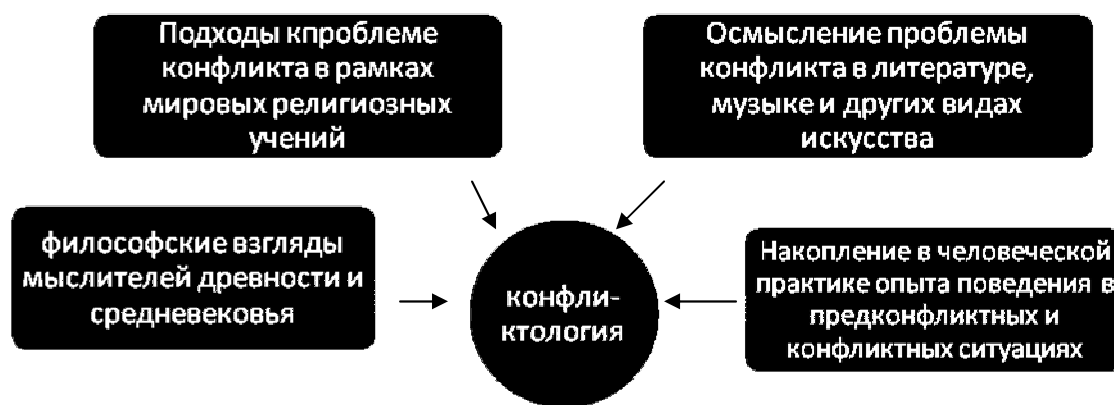 Подходы кпроблеме
конфликта в рамках
мировых религиозных
учений
Осмысление проблемы
конфликта в литературе,
музыке и других видах
искусства
философские взгляды
мыслителей древности и
средневековья
конфли-
ктология
Накопление в человеческой
практике опыта поведения в
предконфликтных и
конфликтных ситуациях